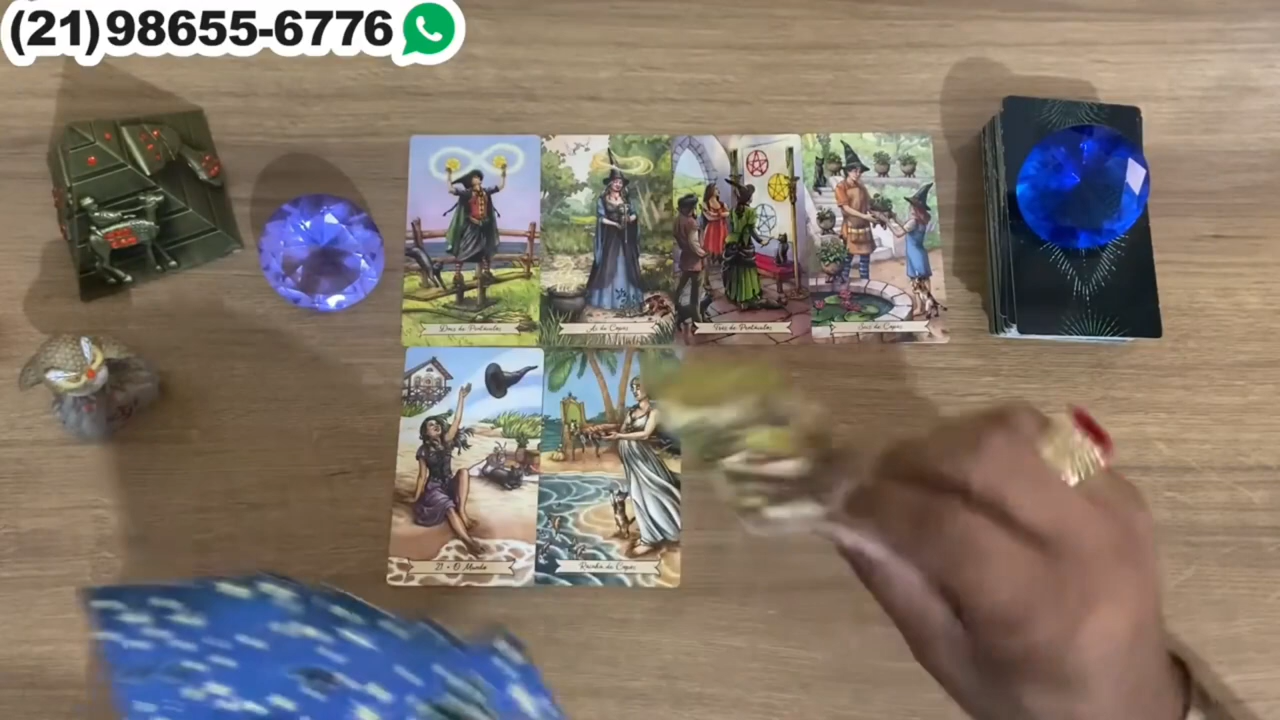 (21)98655-6776
Dois de Pentáculos
Ás de Copas
Três de Pentáculos
Seis de Copas
21 • O Mundo
Rainha de Copas